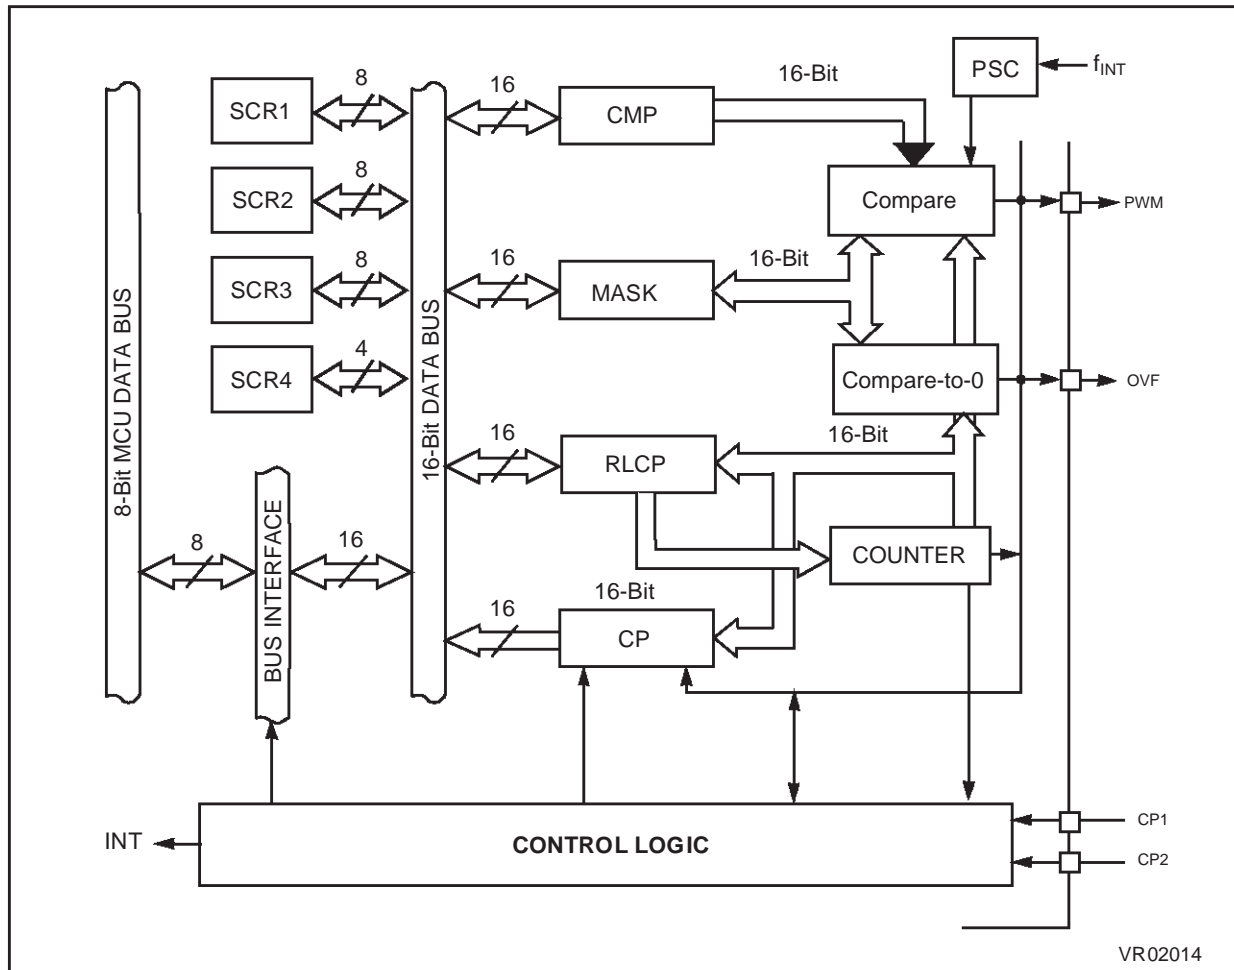 16-Bit
PSC
fINT
8
SCR1
16
CMP
8
SCR2
Compare
PWM
8
SCR3
16
MASK
16-Bit
4
SCR4
Compare-to-0
OVF
8-Bit MCU DATA BUS
16-Bit DATA BUS
16
RLCP
16-Bit
BUS INTERFACE
8
16
COUNTER
16-Bit
16
CP
INT
CONTROL LOGIC
CP1
CP2
VR02014